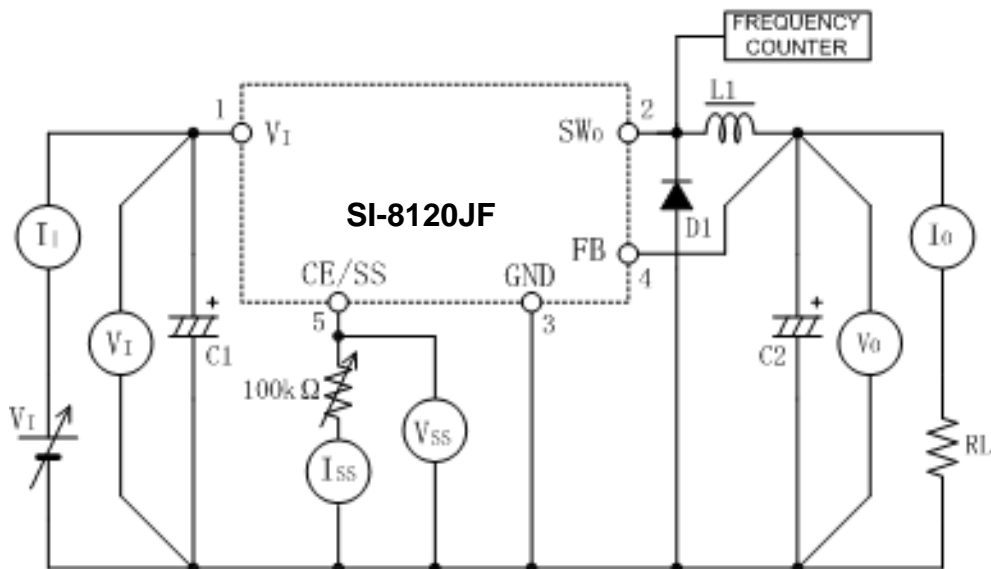 FREQUENCY
COUNTER
L1
1
2
VI
SWO
SI-8120JF
D1
II
IO
FB
4
CE/SS
GND
5
3
+
+
VI
C1
C2
VO
100kΩ
VSS
VI
ISS
RL